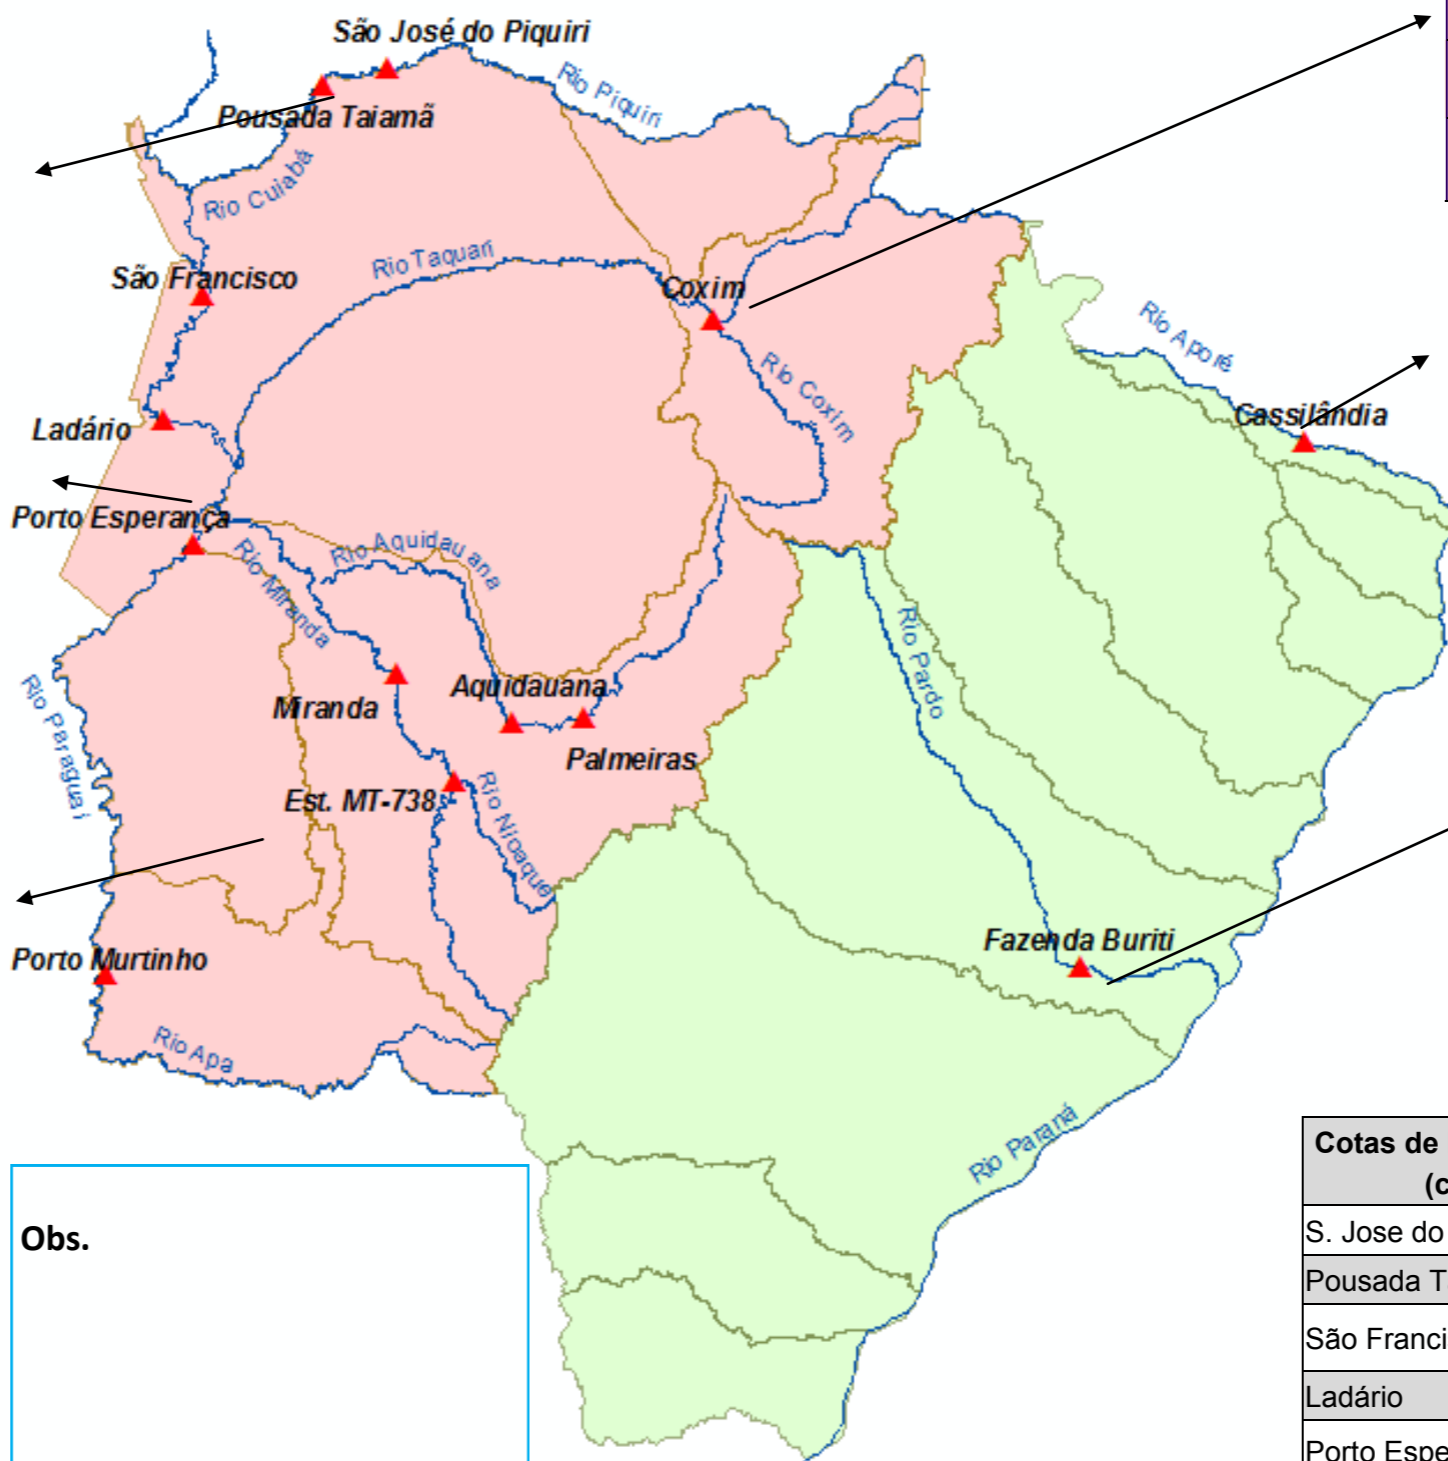 São José do Piquiri
Rio Piquiri
Pousada Taiamã
Rio Cuiabá
Rio Taquari
São Francisco
Coxim
Rio Aporé
Rio Coxim
Cassilândia
Ladário
Porto Esperança
Rio Aquidauana
Rio Miranda
Rio Pardo
Aquidauana
Miranda
Rio Paraguai
Palmeiras
Est. MT-738
Rio Nioaque
Fazenda Buriti
Porto Murtinho
Rio Apa
Rio Paraná
Obs.
Cotas de
(c
S. Jose do
Pousada T
São Franci
Ladário
Porto Espe